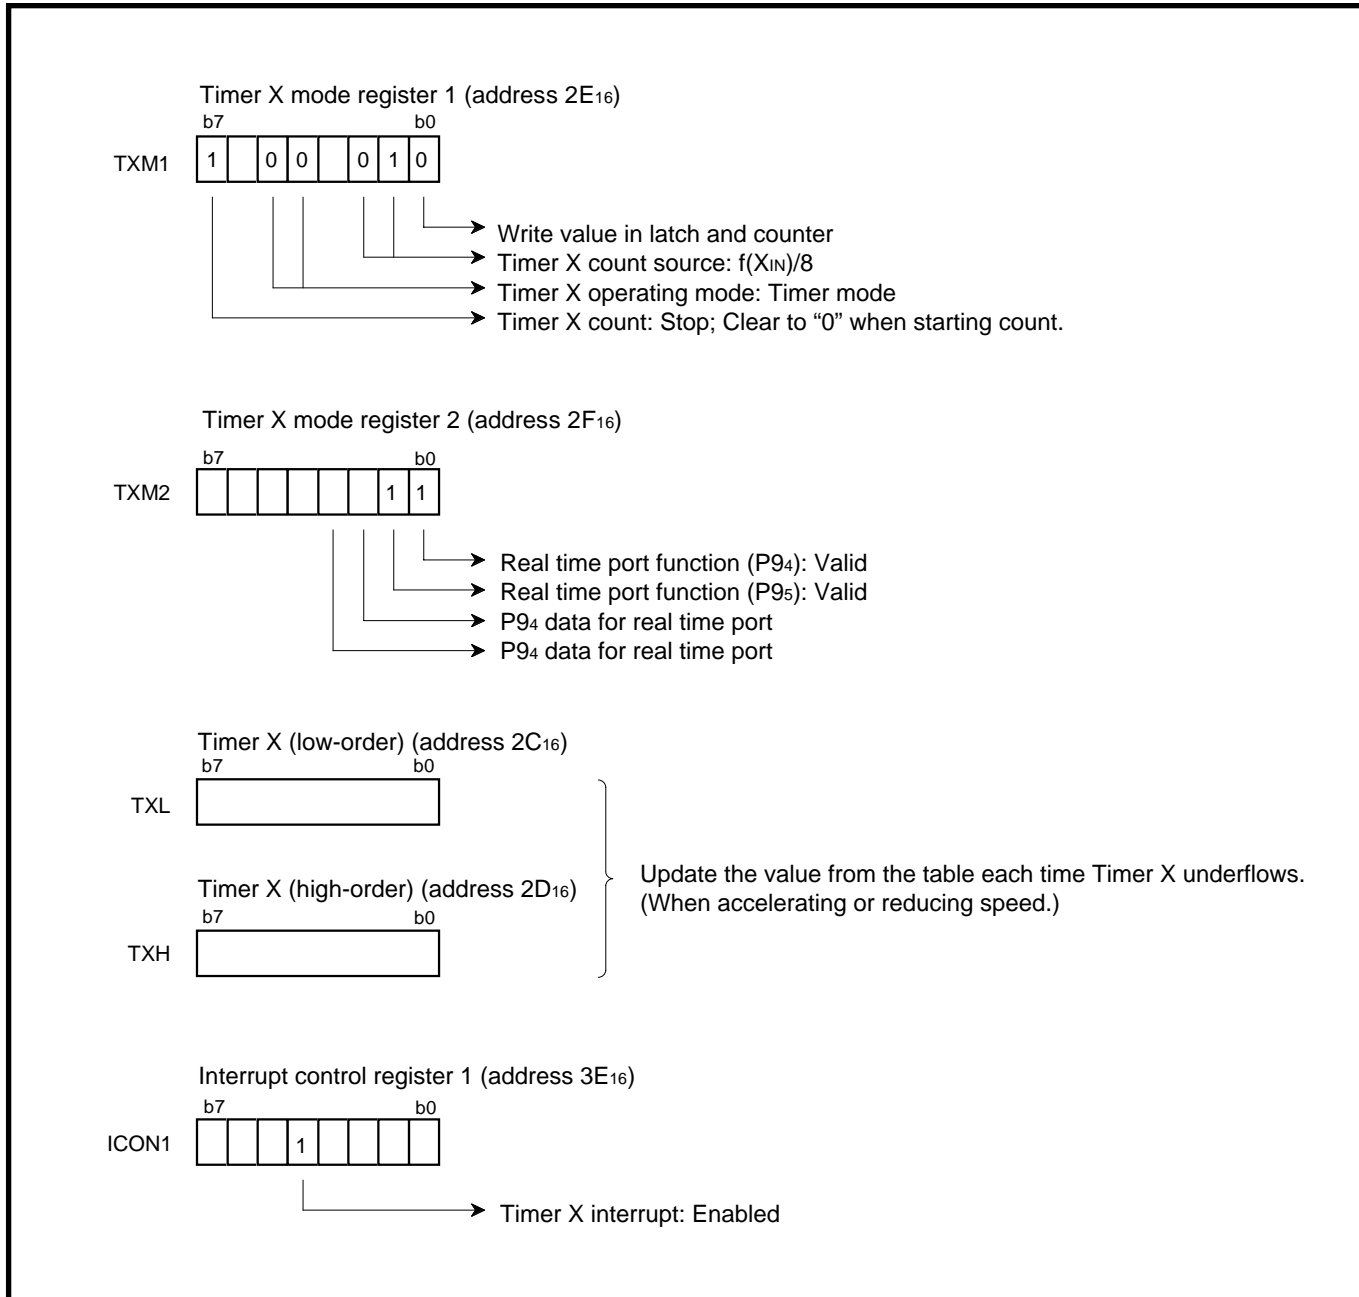 Timer X mode register 1 (address 2E16)
b7 b0
TXM1 1 0 0 0 1 0
Write value in latch and counter
Timer X count source: f(XIN)/8
Timer X operating mode: Timer mode
Timer X count: Stop; Clear to “0” when starting count.
Timer X mode register 2 (address 2F16)
b7 b0
TXM2 1 1
Real time port function (P94): Valid
Real time port function (P95): Valid
P94 data for real time port
P94 data for real time port
Timer X (low-order) (address 2C16)
b7 b0
TXL
Timer X (high-order) (address 2D16)
b7 b0
TXH
Update the value from the table each time Timer X underflows.
(When accelerating or reducing speed.)
Interrupt control register 1 (address 3E16)
b7 b0
ICON1 1
Timer X interrupt: Enabled